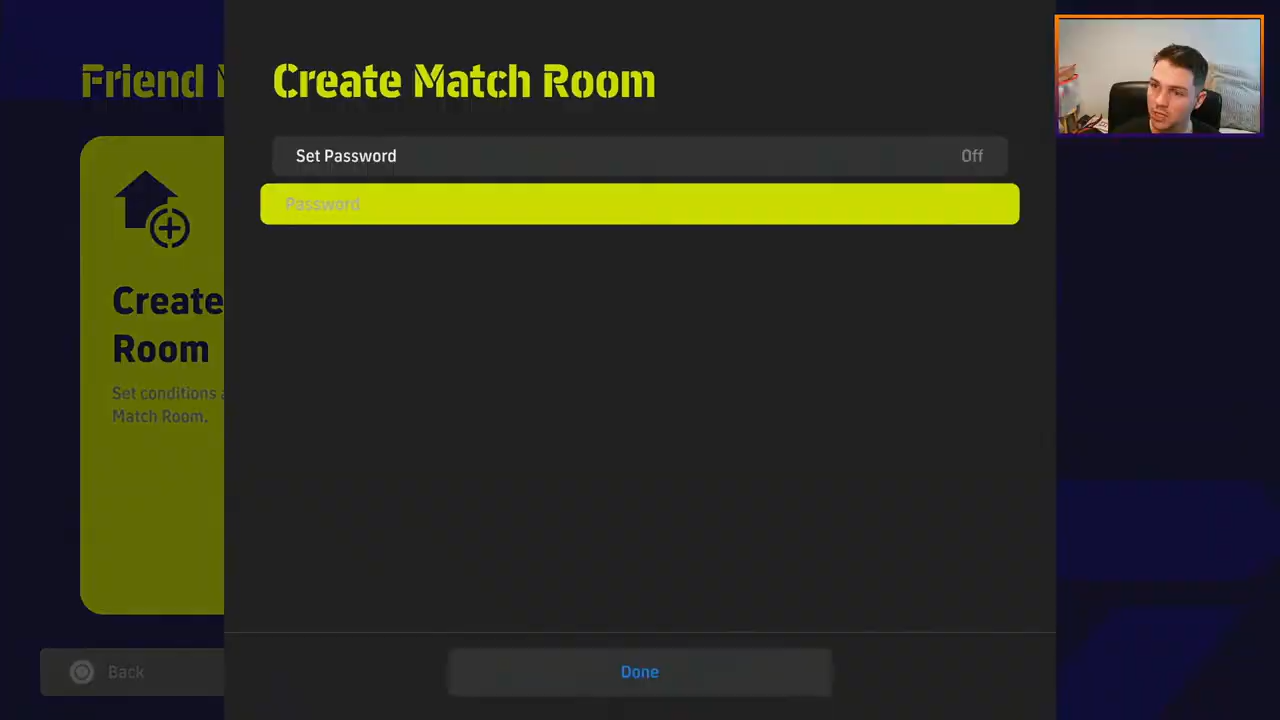 Friend M
Create Match Room
Set Password
Off
Password
Create
Room
Set conditions a
Match Room.
Back
Done